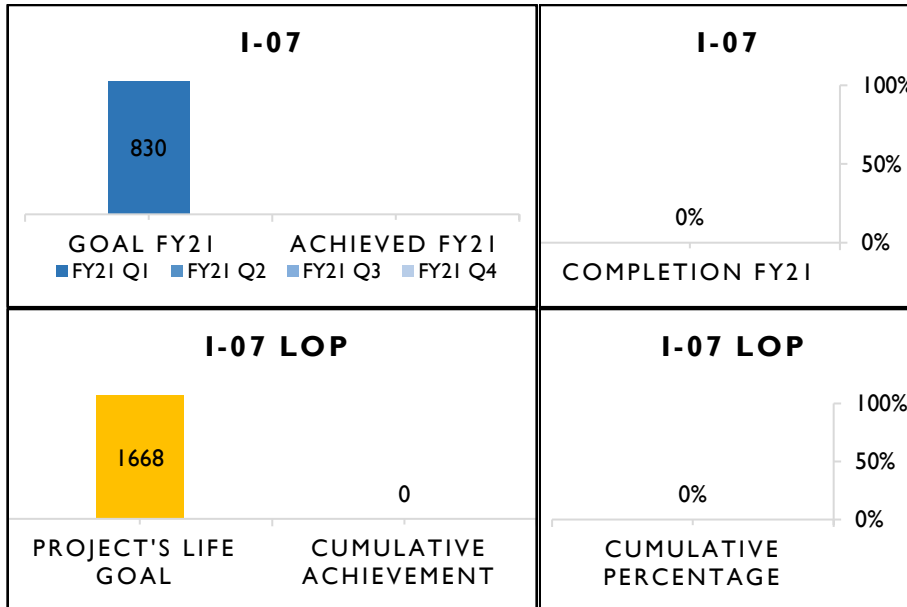 I-07
830
GOAL FY21 ACHIEVED FY21
FY21 Q1 FY21 Q2 FY21 Q3 FY21 Q4
I-07
100%
50%
0%
0%
COMPLETION FY21
I-07 LOP
1668
0
PROJECT'S LIFE
GOAL
CUMULATIVE
ACHIEVEMENT
I-07 LOP
100%
50%
0%
0%
CUMULATIVE
PERCENTAGE